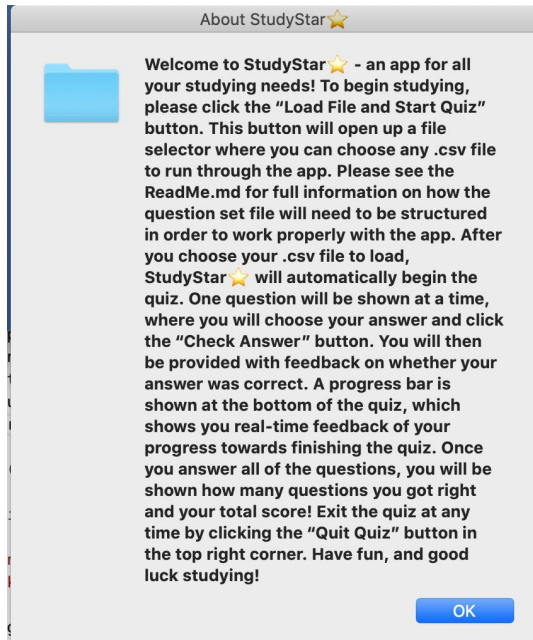 About StudyStar⭐
Welcome to StudyStar⭐ - an app for all
your studying needs! To begin studying,
please click the “Load File and Start Quiz”
button. This button will open up a file
selector where you can choose any .csv file
to run through the app. Please see the
ReadMe.md for full information on how the
question set file will need to be structured
in order to work properly with the app. After
you choose your .csv file to load,
StudyStar⭐ will automatically begin the
quiz. One question will be shown at a time,
where you will choose your answer and click
the “Check Answer” button. You will then
be provided with feedback on whether your
answer was correct. A progress bar is
shown at the bottom of the quiz, which
shows you real-time feedback of your
progress towards finishing the quiz. Once
you answer all of the questions, you will be
shown how many questions you got right
and your total score! Exit the quiz at any
time by clicking the “Quit Quiz” button in
the top right corner. Have fun, and good
luck studying!
OK